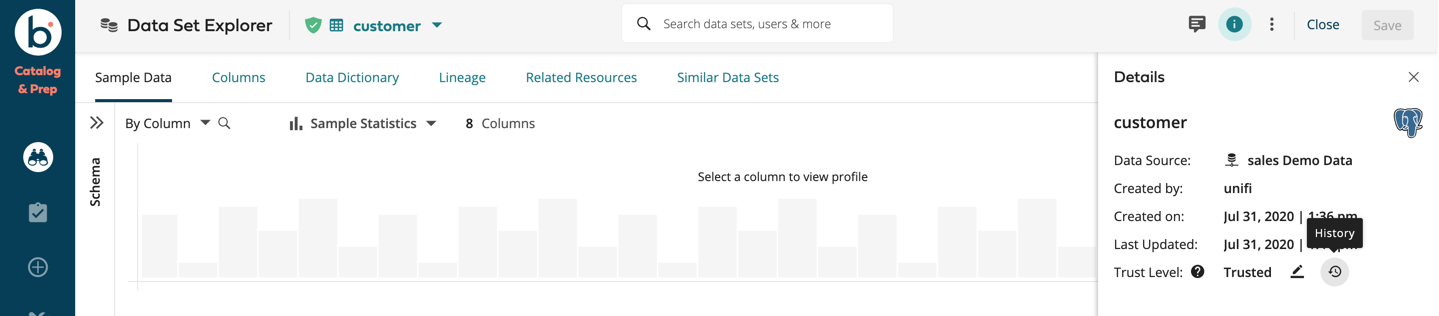 b
Catalog
& Prep
Data Set Explorer
customer
Search data sets, users & more
i
Close
Save
Sample Data
Columns
Data Dictionary
Lineage
Related Resources
Similar Data Sets
By Column
Sample Statistics
8 Columns
Schema
Select a column to view profile
Details
customer
Data Source: sales Demo Data
Created by: unifi
Created on: Jul 31, 2020 | 1:36 pm
History
Last Updated: Jul 31, 2020 | pm
Trust Level: ? Trusted